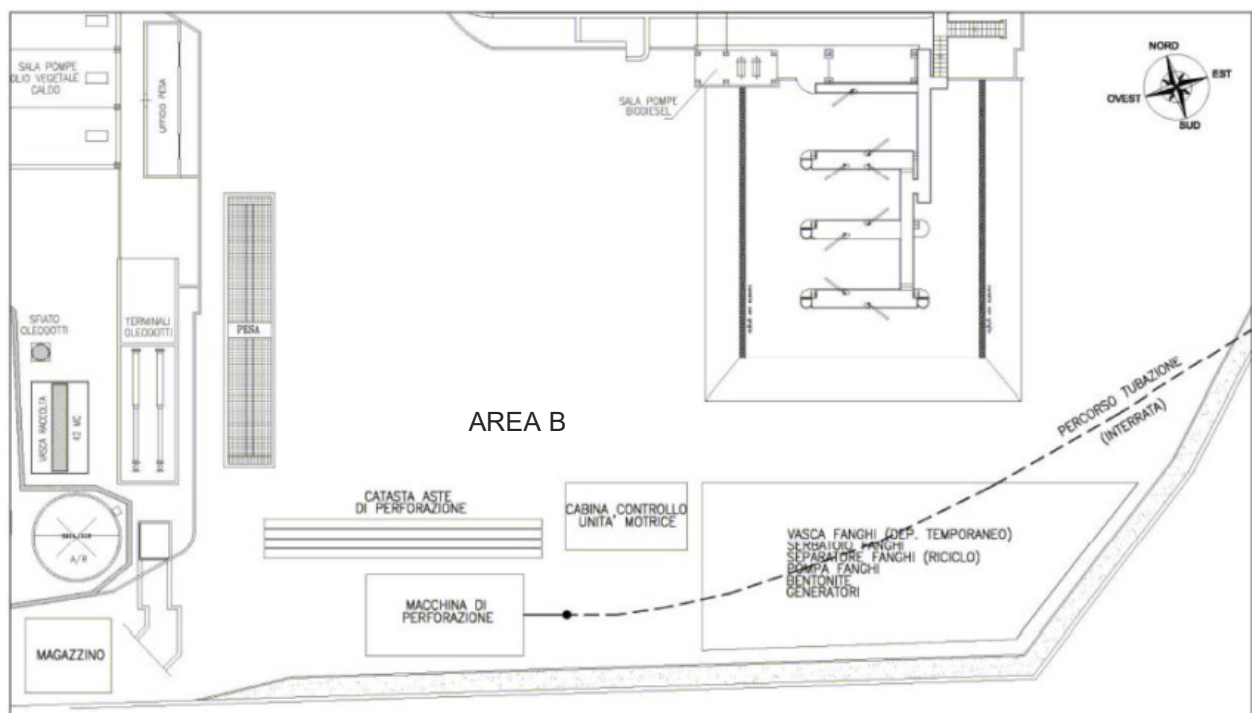 SALA POMPE
OLIO VEGETALE
CALDO
UFFICIO PESA
SALA POMPE
BIODIESEL
NORD
EST
OVEST
SUD
SFIATO
OLEODOTTI
TERMINALI
OLEODOTTI
PESA
VASCA RACCOLTA
42 MC
AREA B
PERCORSO TUBAZIONE
(INTERRATA)
CATASTA ASTE
DI PERFORAZIONE
CABINA CONTROLLO
UNITA' MOTRICE
VASCA FANGHI (DEP. TEMPORANEO)
SERBATOIO FANGHI
SEPARATORE FANGHI (RICICLO)
POMPA FANGHI
BENTONITE
GENERATORI
A/R
MACCHINA DI
PERFORAZIONE
MAGAZZINO